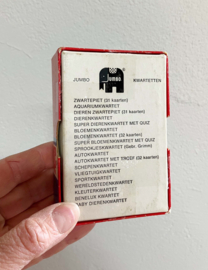 JUMBO KWARTETTEN
Jumbo
ZWARTEPIET (31 kaarten)
AQUARIUMKWARTET
DIEREN ZWARTEPIET (31 kaarten)
DIERENKWARTET
SUPER DIERENKWARTET MET QUIZ
BLOEMENKWARTET
BLOEMENKWARTET (32 kaarten)
SUPER BLOEMENKWARTET MET QUIZ
SPROOKJESKWARTET (Gebr. Grimm)
AUTOKWARTET
AUTOKWARTET MET TROEF (32 kaarten)
SCHEPENKWARTET
VLIEGTUIGKWARTET
SPORTKWARTET
WERELDSTEDENKWARTET
KLEUTERKWARTET
BENELUX KWARTET
BABY DIERENKWARTET